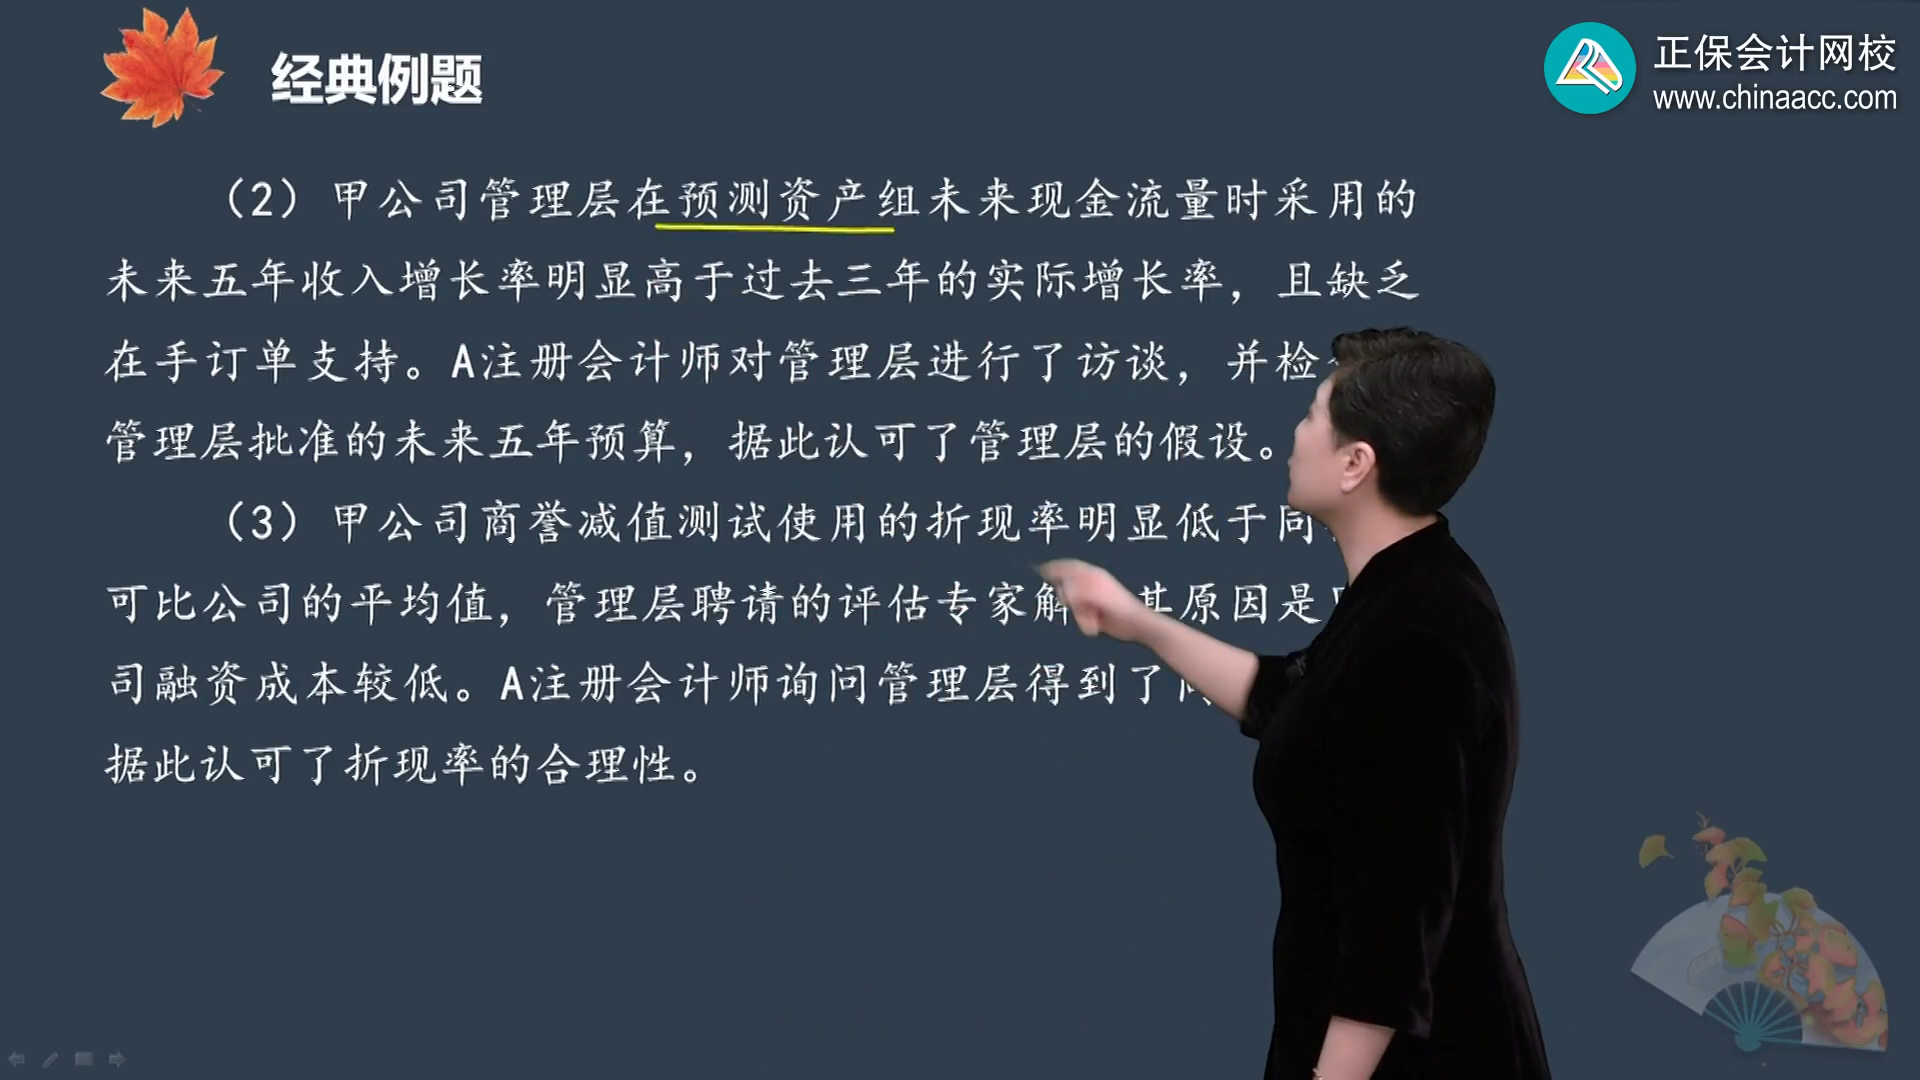 经典例题
正保会计网校
www.chinaacc.com
（2）甲公司管理层在预测资产组未来现金流量时采用的
未来五年收入增长率明显高于过去三年的实际增长率，且缺乏
在手订单支持。A注册会计师对管理层进行了访谈，并检
管理层批准的未来五年预算，据此认可了管理层的假设。
（3）甲公司商誉减值测试使用的折现率明显低于同
可比公司的平均值，管理层聘请的评估专家解 其原因是
司融资成本较低。A注册会计师询问管理层得到了
据此认可了折现率的合理性。